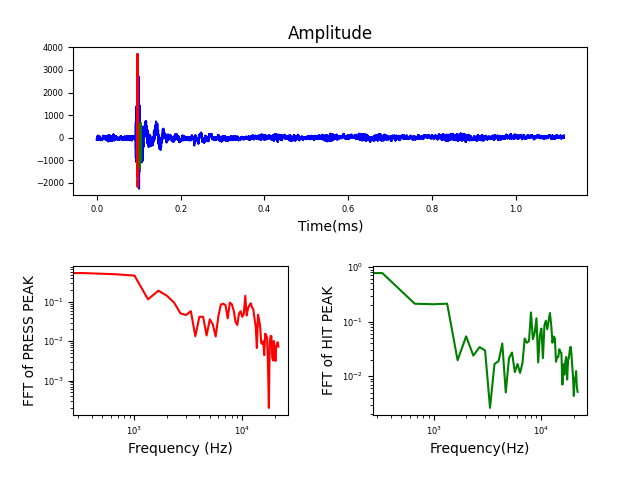 Amplitude
4000
3000
2000
1000
0
−1000
−2000
0.0 0.2 0.4 0.6 0.8 1.0
Time(ms)
FFT of PRESS PEAK
10⁻¹
10⁻²
10⁻³
10³ 10⁴
Frequency (Hz)
FFT of HIT PEAK
10⁰
10⁻¹
10⁻²
10³ 10⁴
Frequency(Hz)